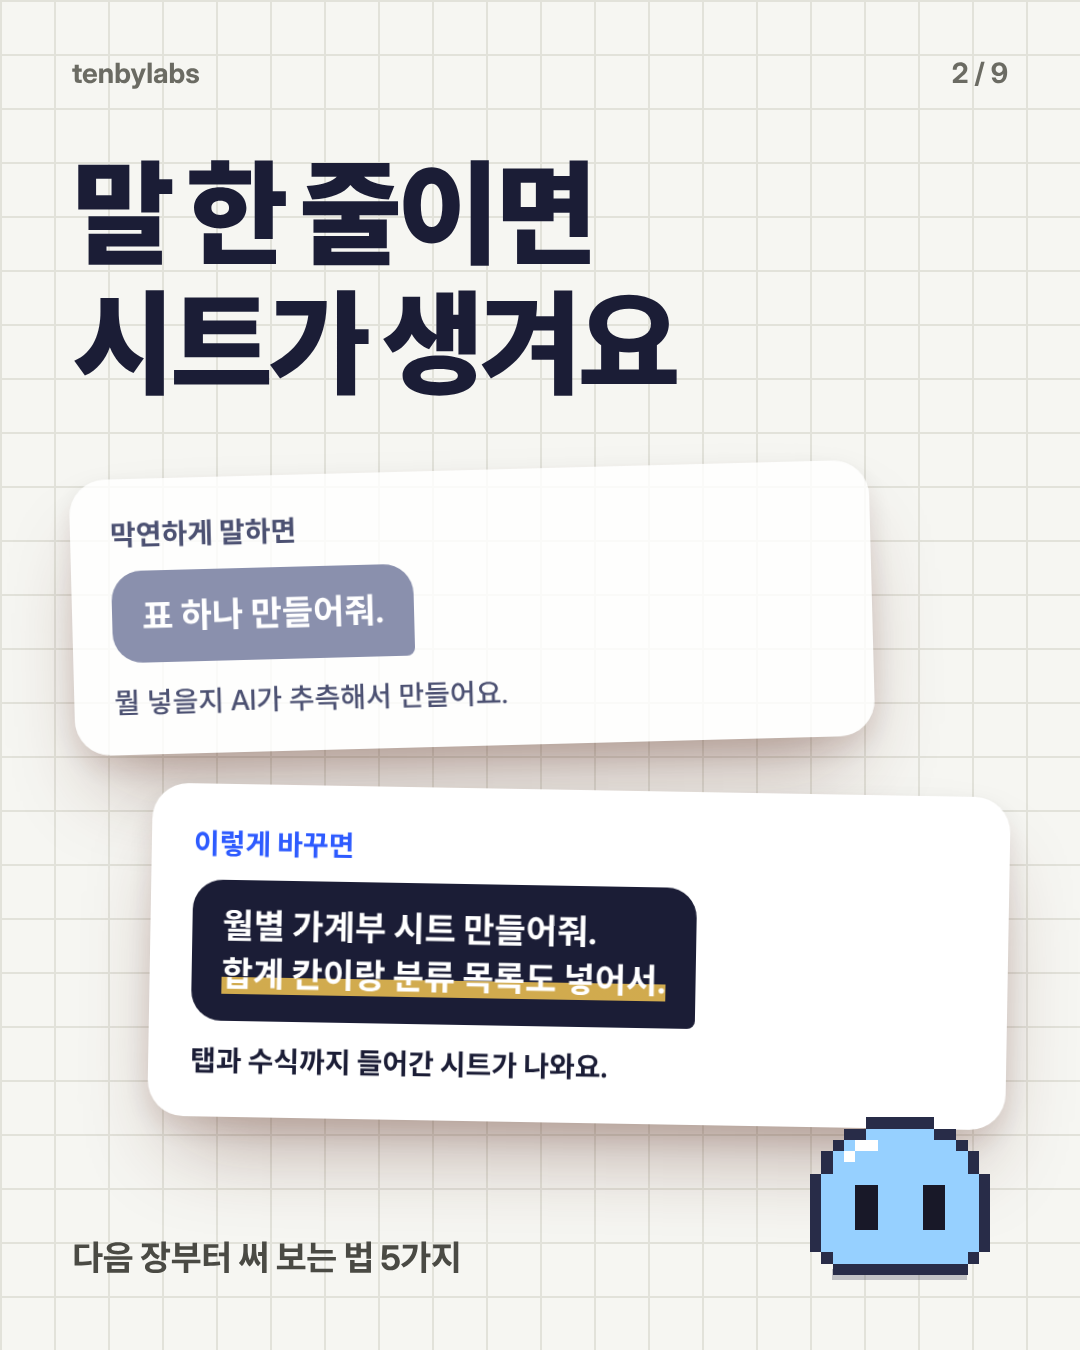 tenbylabs
2 / 9
말 한 줄이면
시트가 생겨요
막연하게 말하면
표 하나 만들어줘.
뭘 넣을지 AI가 추측해서 만들어요.
이렇게 바꾸면
월별 가계부 시트 만들어줘.
합계 칸이랑 분류 목록도 넣어서.
탭과 수식까지 들어간 시트가 나와요.
다음 장부터 써 보는 법 5가지